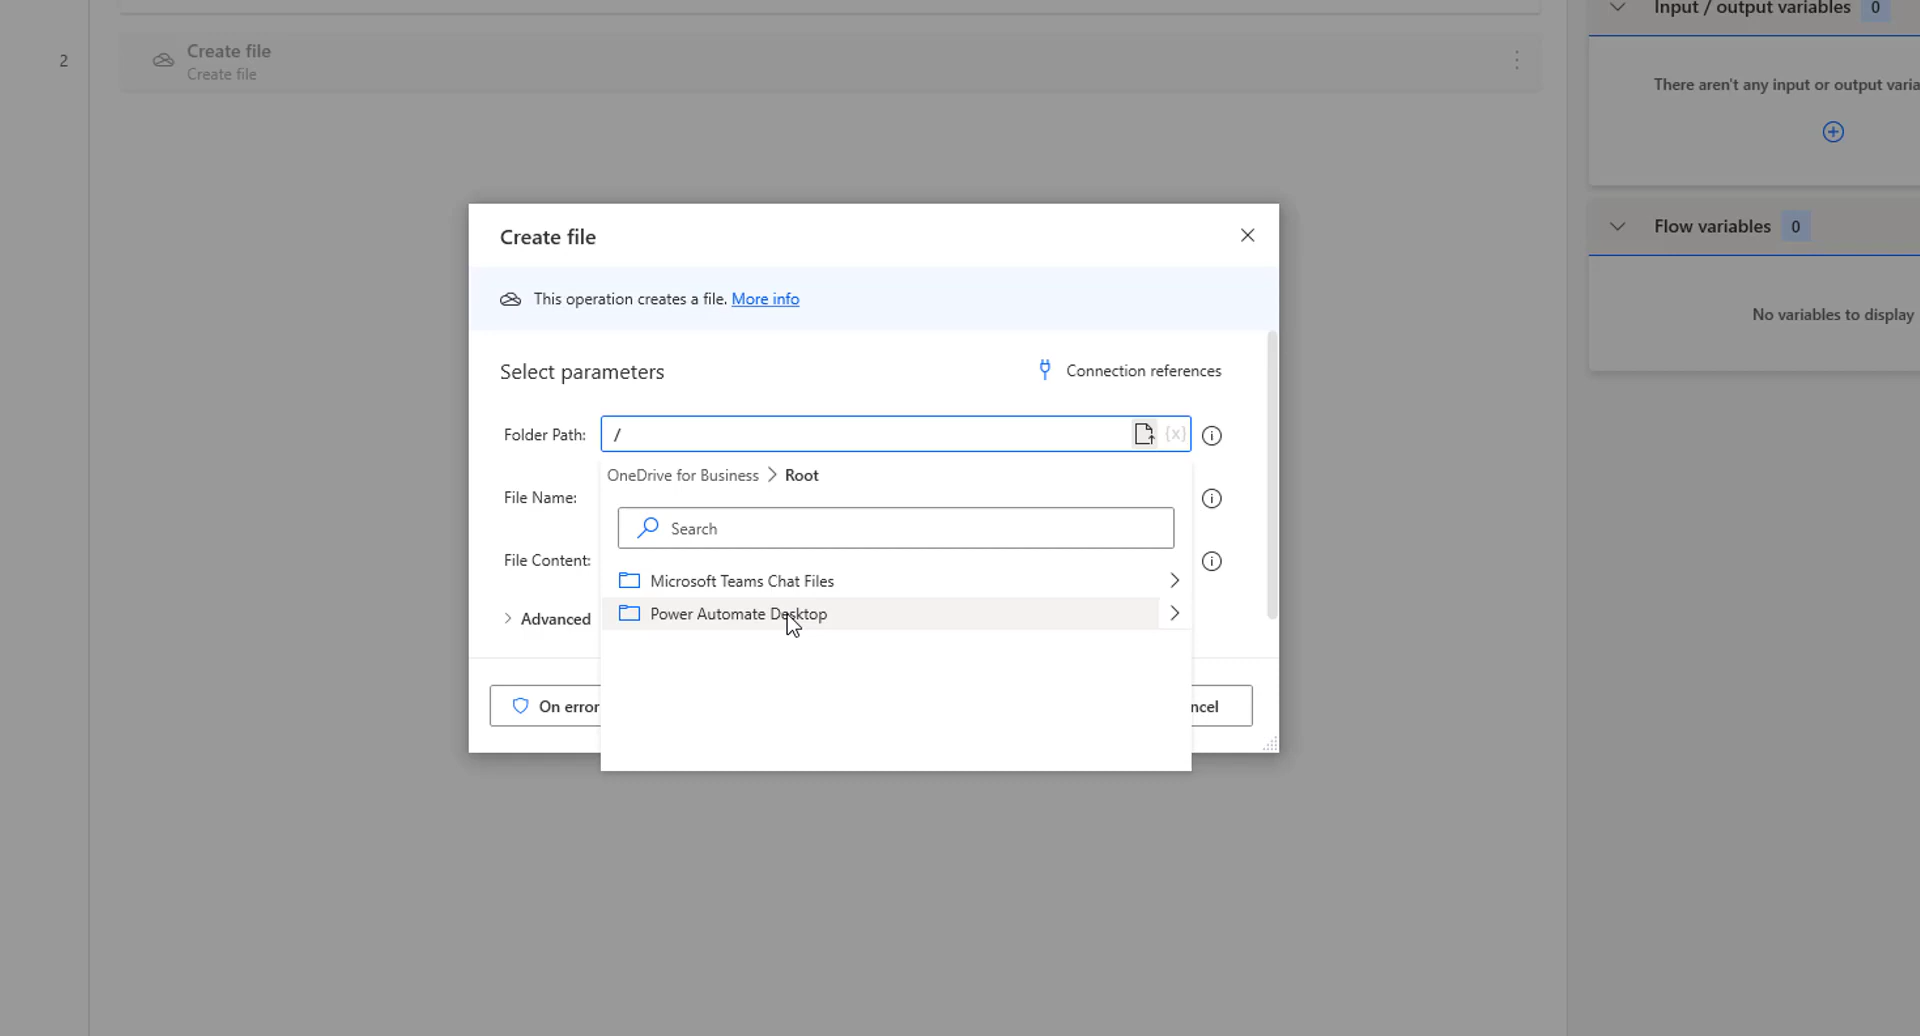 Input / output variables 0
2
Create file
Create file
There aren't any input or output varia
Create file
Flow variables 0
This operation creates a file. More info
No variables to display
Select parameters
Connection references
Folder Path: / {x}
OneDrive for Business > Root
File Name:
Search
File Content:
Microsoft Teams Chat Files
Power Automate Desktop
Advanced
On error
ncel